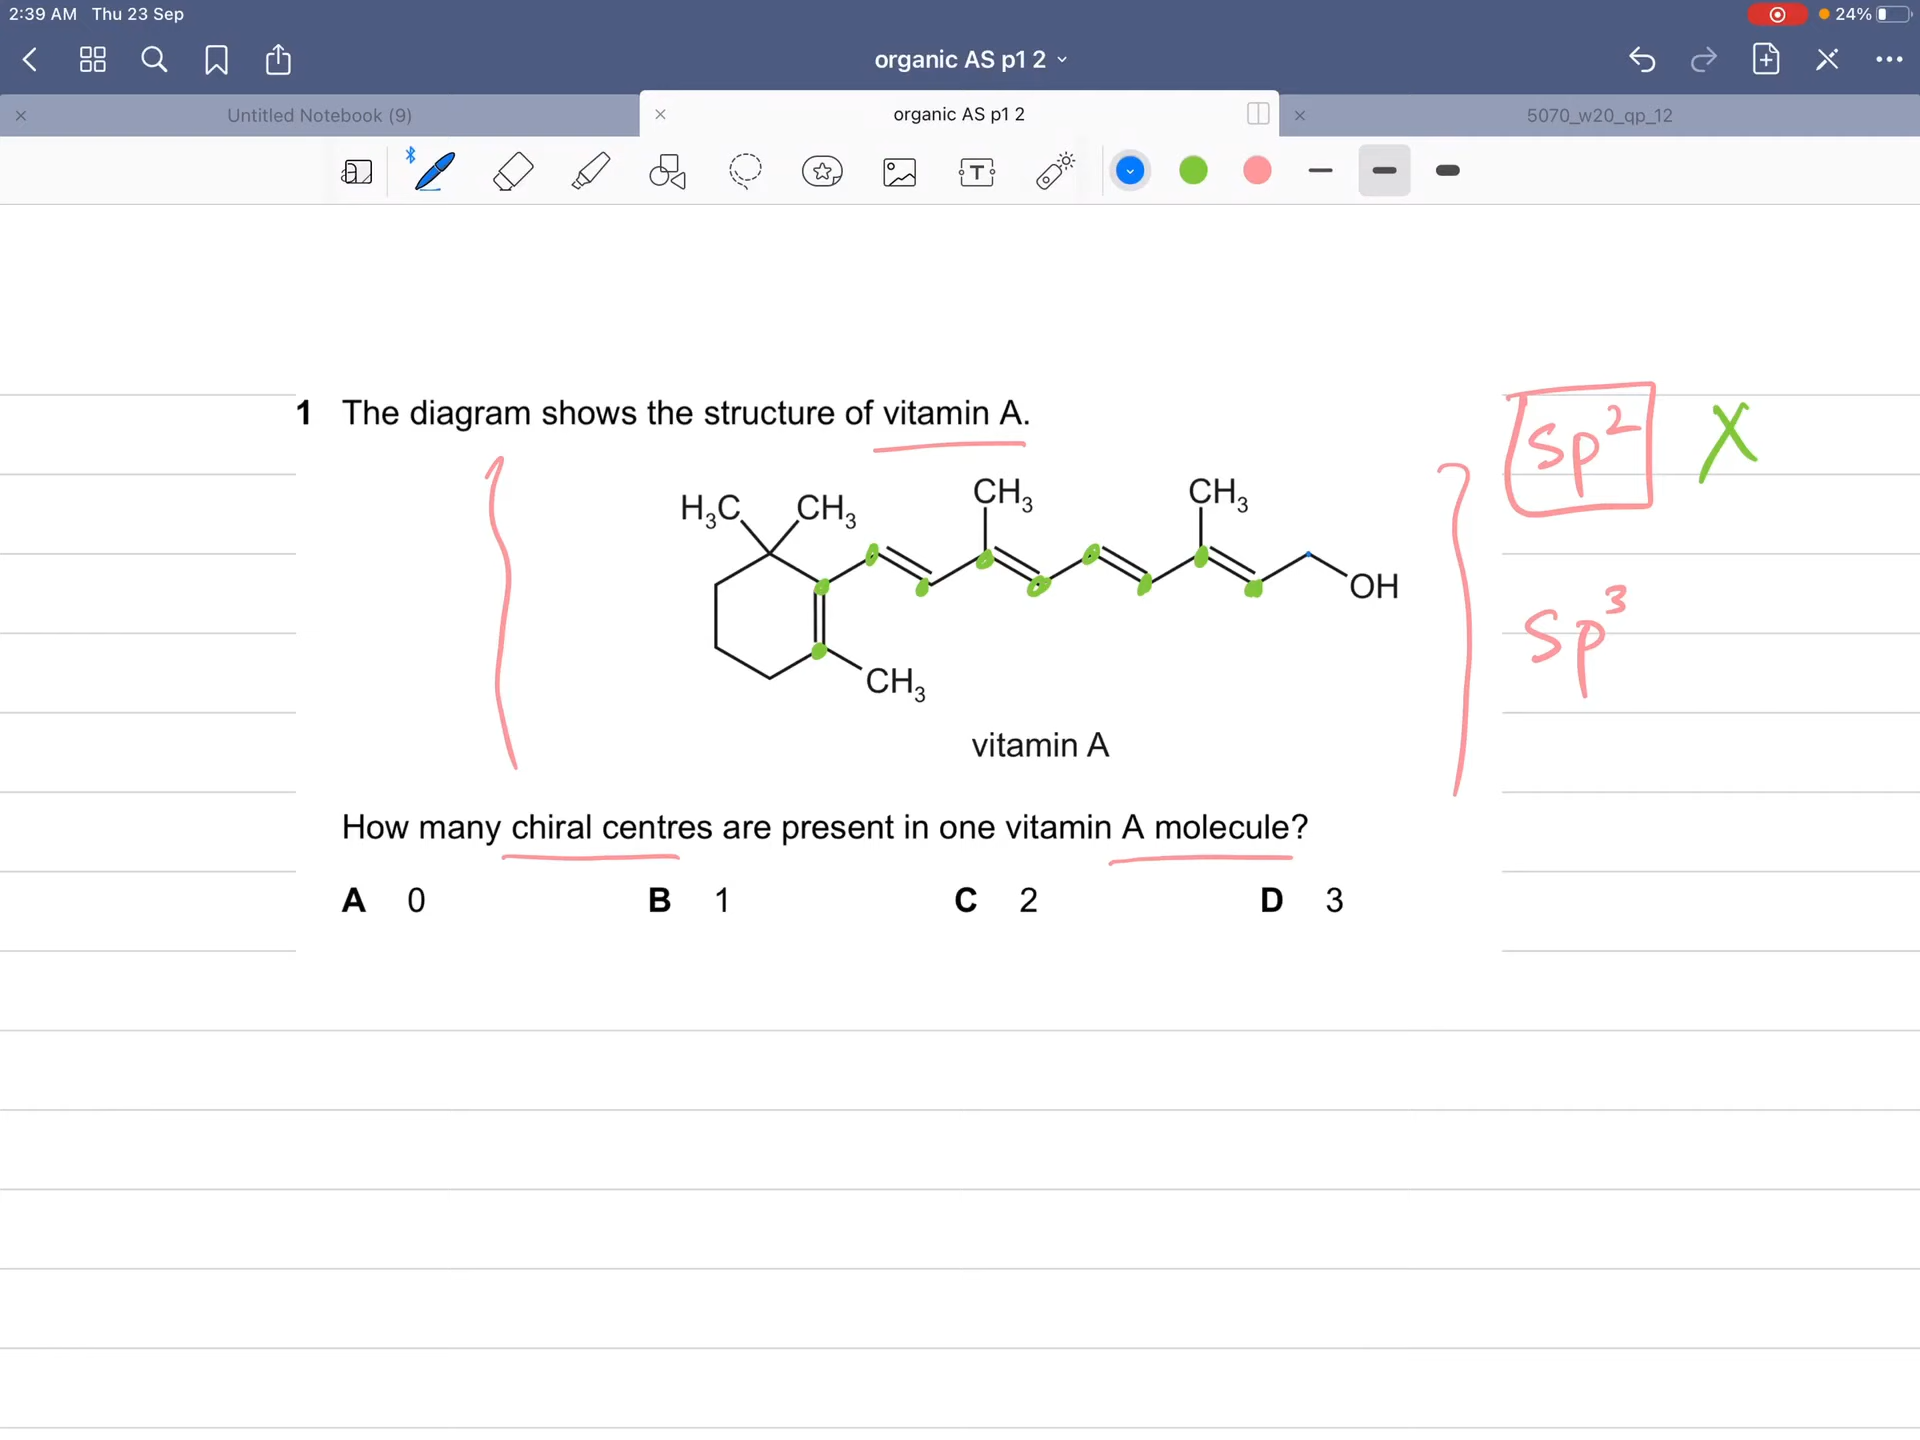 2:39 AM Thu 23 Sep
24%
organic AS p1 2
Untitled Notebook (9)
organic AS p1 2
5070_w20_qp_12
1 The diagram shows the structure of vitamin A.
sp² X
H₃C CH₃ CH₃ CH₃
OH
sp³
CH₃
vitamin A
How many chiral centres are present in one vitamin A molecule?
A 0 B 1 C 2 D 3